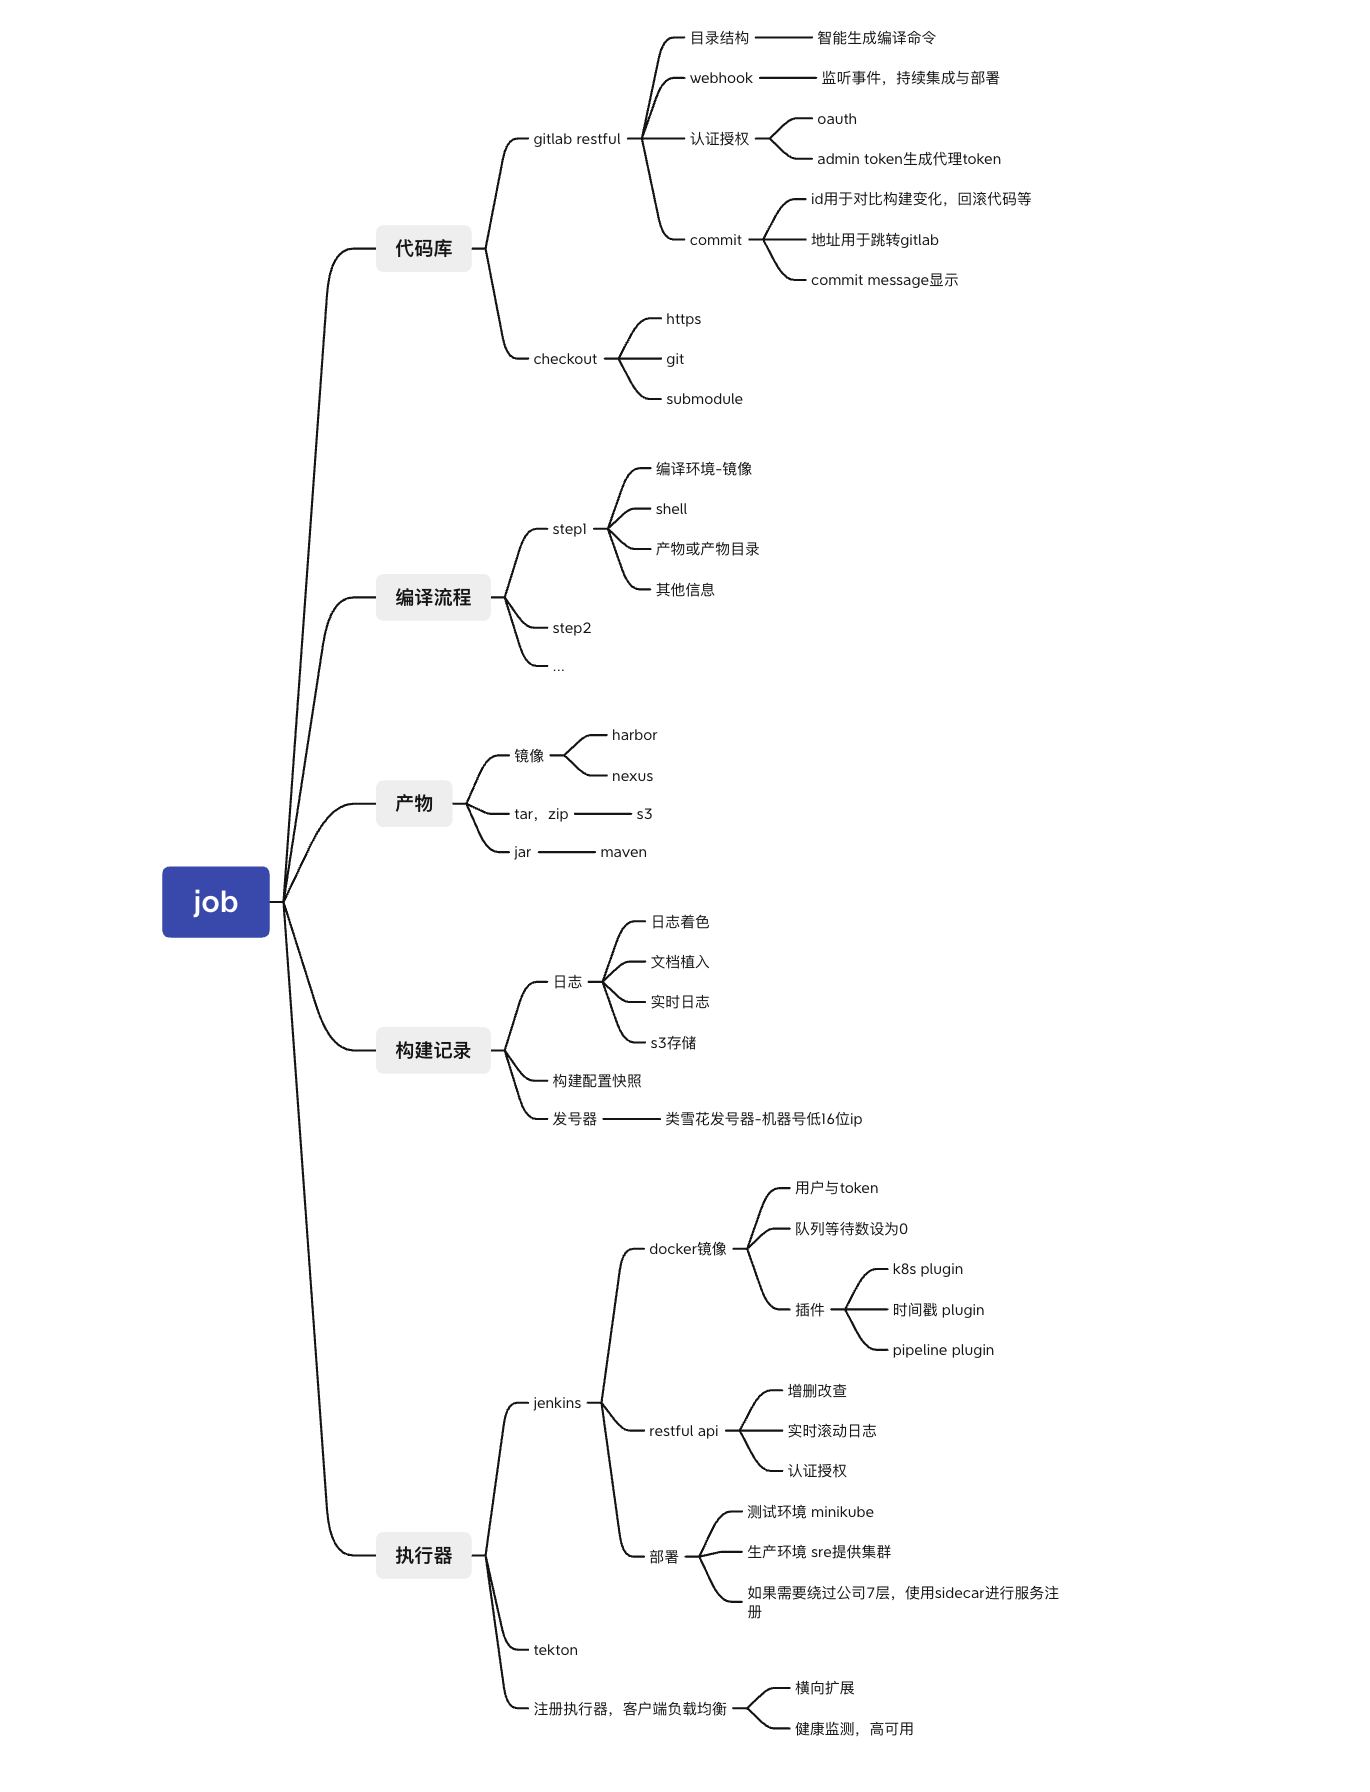 job
代码库
gitlab restful
目录结构
智能生成编译命令
webhook
监听事件，持续集成与部署
认证授权
oauth
admin token生成代理token
commit
id用于对比构建变化，回滚代码等
地址用于跳转gitlab
commit message显示
checkout
https
git
submodule
编译流程
step1
编译环境-镜像
shell
产物或产物目录
其他信息
step2
...
产物
镜像
harbor
nexus
tar，zip
s3
jar
maven
构建记录
日志
日志着色
文档植入
实时日志
s3存储
构建配置快照
发号器
类雪花发号器-机器号低16位ip
执行器
jenkins
docker镜像
用户与token
队列等待数设为0
插件
k8s plugin
时间戳 plugin
pipeline plugin
restful api
增删改查
实时滚动日志
认证授权
部署
测试环境 minikube
生产环境 sre提供集群
如果需要绕过公司7层，使用sidecar进行服务注
册
tekton
注册执行器，客户端负载均衡
横向扩展
健康监测，高可用